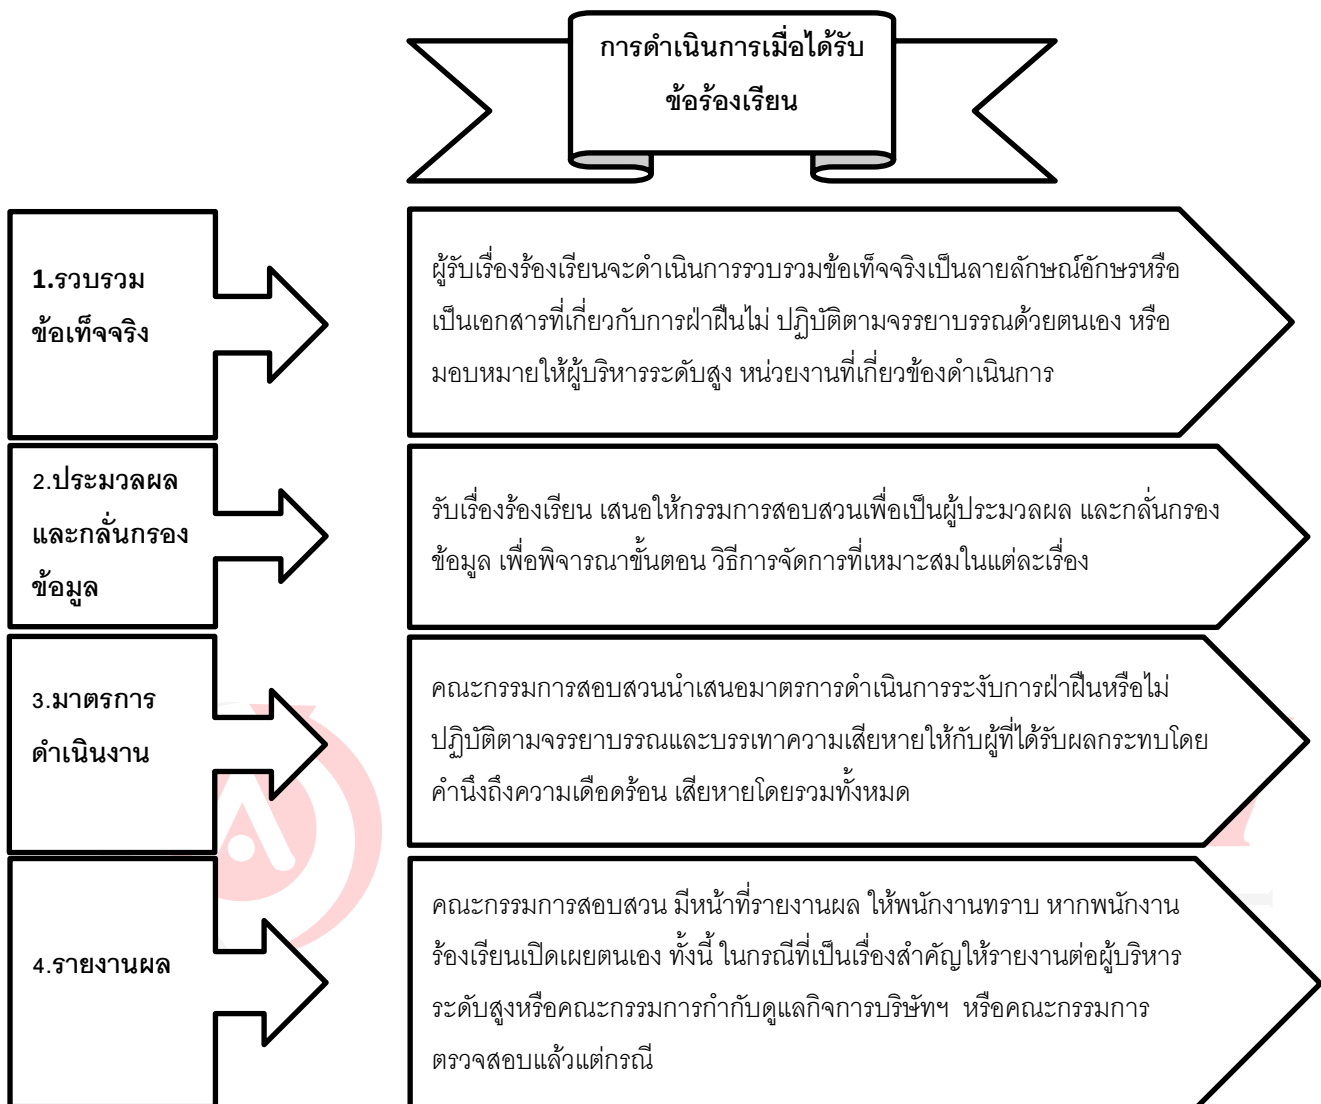 การดำเนินการเมื่อได้รับ
ข้อร้องเรียน
1.รวบรวม
ข้อเท็จจริง
ผู้รับเรื่องร้องเรียนจะดำเนินการรวบรวมข้อเท็จจริงเป็นลายลักษณ์อักษรหรือ
เป็นเอกสารที่เกี่ยวกับการฝ่าฝืนไม่ ปฏิบัติตามจรรยาบรรณด้วยตนเอง หรือ
มอบหมายให้ผู้บริหารระดับสูง หน่วยงานที่เกี่ยวข้องดำเนินการ
2.ประมวลผล
และกลั่นกรอง
ข้อมูล
รับเรื่องร้องเรียน เสนอให้กรรมการสอบสวนเพื่อเป็นผู้ประมวลผล และกลั่นกรอง
ข้อมูล เพื่อพิจารณาขั้นตอน วิธีการจัดการที่เหมาะสมในแต่ละเรื่อง
3.มาตรการ
ดำเนินงาน
คณะกรรมการสอบสวนนำเสนอมาตรการดำเนินการระงับการฝ่าฝืนหรือไม่
ปฏิบัติตามจรรยาบรรณและบรรเทาความเสียหายให้กับผู้ที่ได้รับผลกระทบโดย
คำนึงถึงความเดือดร้อน เสียหายโดยรวมทั้งหมด
4.รายงานผล
คณะกรรมการสอบสวน มีหน้าที่รายงานผล ให้พนักงานทราบ หากพนักงาน
ร้องเรียนเปิดเผยตนเอง ทั้งนี้ ในกรณีที่เป็นเรื่องสำคัญให้รายงานต่อผู้บริหาร
ระดับสูงหรือคณะกรรมการกำกับดูแลกิจการบริษัทฯ หรือคณะกรรมการ
ตรวจสอบแล้วแต่กรณี